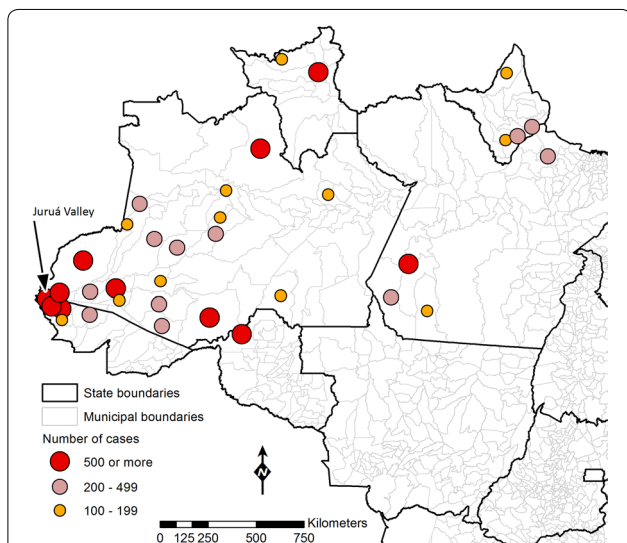 Juruá Valley
State boundaries
Municipal boundaries
Number of cases
500 or more
200 - 499
100 - 199
N
Kilometers
0 125 250 500 750